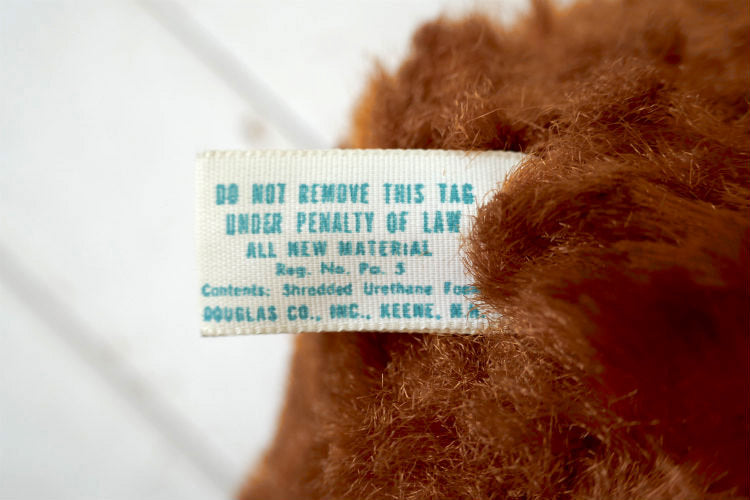 DO NOT REMOVE THIS TAG
UNDER PENALTY OF LAW
ALL NEW MATERIAL
Reg. No. Pa. 5
Contents: Shredded Urethane
DOUGLAS CO., INC., KEENE, N.H